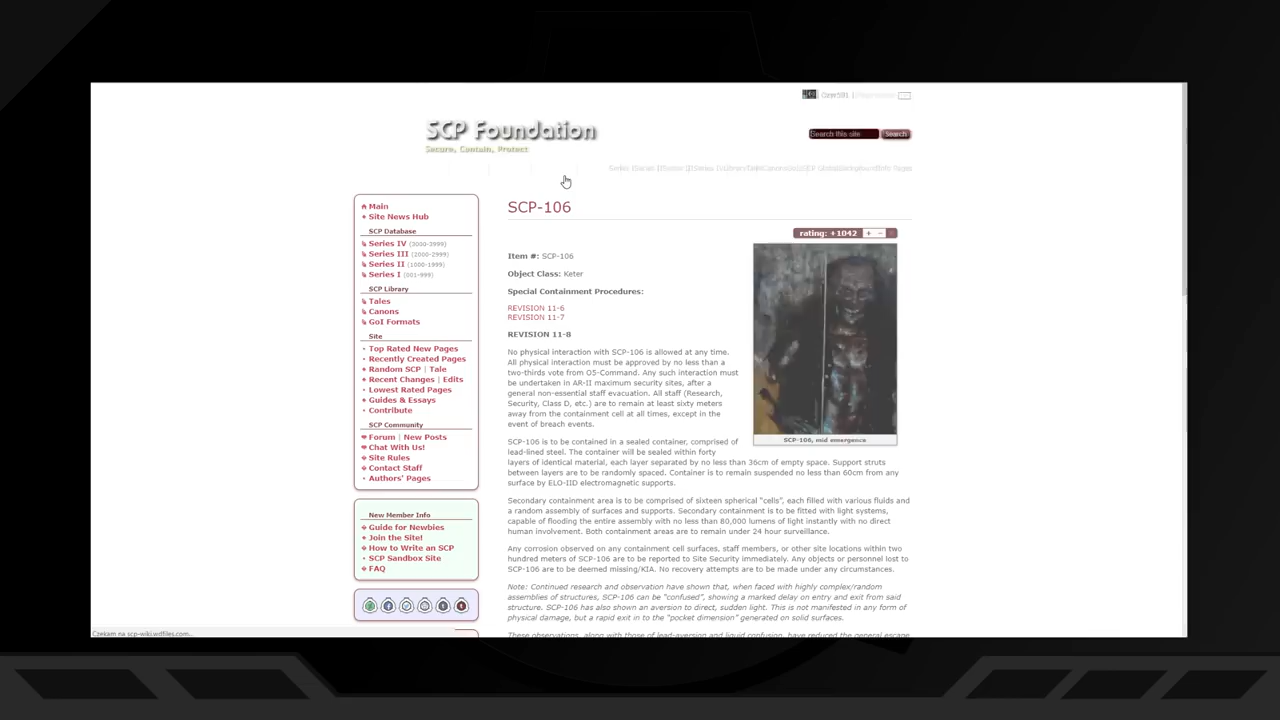 SCP Foundation
Secure, Contain, Protect
Search this site
Search
Main
Site News Hub
SCP Database
Series IV (3000-3999)
Series III (2000-2999)
Series II (1000-1999)
Series I (001-999)
SCP Library
Tales
Canons
GoI Formats
Site
Top Rated New Pages
Recently Created Pages
Random SCP | Tale
Recent Changes | Edits
Lowest Rated Pages
Guides & Essays
Contribute
SCP Community
Forum | New Posts
Chat With Us!
Site Rules
Contact Staff
Authors' Pages
New Member Info
Guide for Newbies
Join the Site!
How to Write an SCP
SCP Sandbox Site
FAQ
SCP-106
rating: +1042 + −
Item #: SCP-106
Object Class: Keter
Special Containment Procedures:
REVISION 11-6
REVISION 11-7
REVISION 11-8
No physical interaction with SCP-106 is allowed at any time.
All physical interaction must be approved by no less than a
two-thirds vote from O5-Command. Any such interaction must
be undertaken in AR-II maximum security sites, after a
general non-essential staff evacuation. All staff (Research,
Security, Class D, etc.) are to remain at least sixty meters
away from the containment cell at all times, except in the
event of breach events.
SCP-106, mid emergence
SCP-106 is to be contained in a sealed container, comprised of
lead-lined steel. The container will be sealed within forty
layers of identical material, each layer separated by no less than 36cm of empty space. Support struts
between layers are to be randomly spaced. Container is to remain suspended no less than 60cm from any
surface by ELO-IID electromagnetic supports.
Secondary containment area is to be comprised of sixteen spherical “cells”, each filled with various fluids and
a random assembly of surfaces and supports. Secondary containment is to be fitted with light systems,
capable of flooding the entire assembly with no less than 80,000 lumens of light instantly with no direct
human involvement. Both containment areas are to remain under 24 hour surveillance.
Any corrosion observed on any containment cell surfaces, staff members, or other site locations within two
hundred meters of SCP-106 are to be reported to Site Security immediately. Any objects or personnel lost to
SCP-106 are to be deemed missing/KIA. No recovery attempts are to be made under any circumstances.
Note: Continued research and observation have shown that, when faced with highly complex/random
assemblies of structures, SCP-106 can be “confused”, showing a marked delay on entry and exit from said
structure. SCP-106 has also shown an aversion to direct, sudden light. This is not manifested in any form of
physical damage, but a rapid exit in to the “pocket dimension” generated on solid surfaces.
These observations, along with those of lead-aversion and liquid confusion, have reduced the general escape
Czekam na scp-wiki.wdfiles.com...